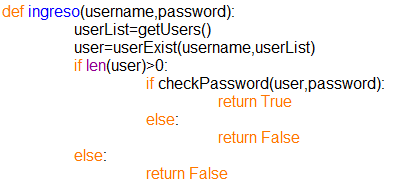 def ingreso(username,password):
userList=getUsers()
user=userExist(username,userList)
if len(user)>0:
if checkPassword(user,password):
return True
else:
return False
else:
return False